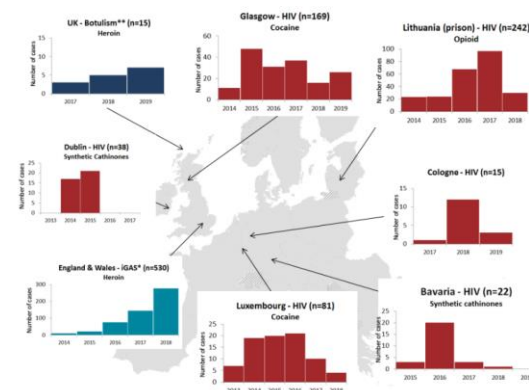 UK - Botulism** (n=15)
Heroin
Number of cases
15
10
5
0
2017 2018 2019
Glasgow - HIV (n=169)
Cocaine
Number of cases
60
40
20
0
2014 2015 2016 2017 2018 2019
Lithuania (prison) - HIV (n=242)
Opioid
Number of cases
100
80
60
40
20
0
2014 2015 2016 2017 2018
Dublin - HIV (n=38)
Synthetic Cathinones
Number of cases
25
20
15
10
5
0
2013 2014 2015 2016 2017
Cologne - HIV (n=15)
Number of cases
15
10
5
0
2017 2018 2019
England & Wales - iGAS* (n=530)
Heroin
Number of cases
300
200
100
0
2014 2015 2016 2017 2018
Luxembourg - HIV (n=81)
Cocaine
Number of cases
25
20
15
10
5
0
Bavaria - HIV (n=22)
Synthetic cathinones
Number of cases
25
20
15
10
5
0
2015 2016 2017 2018